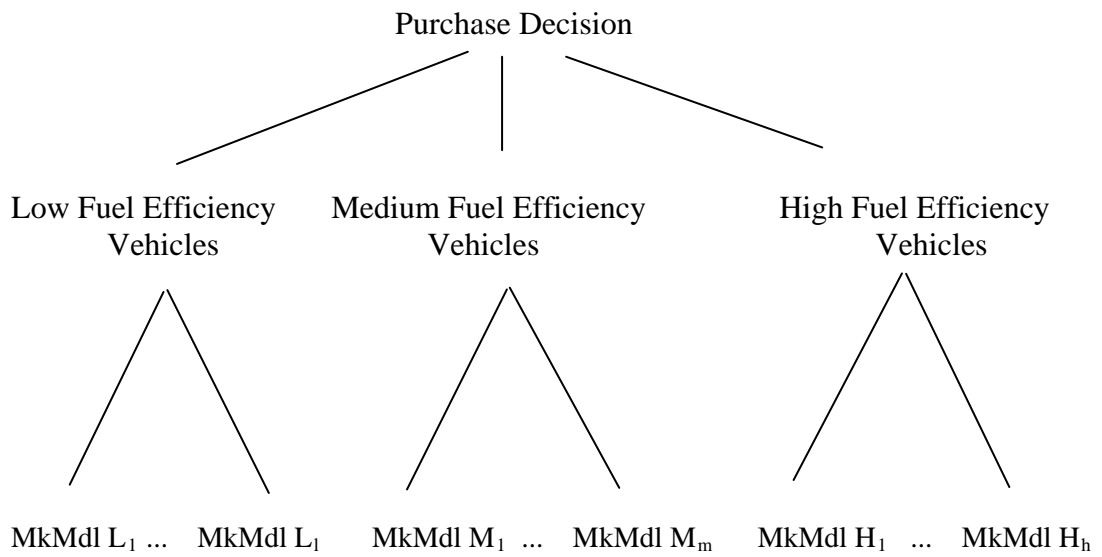 Purchase Decision
Low Fuel Efficiency Medium Fuel Efficiency High Fuel Efficiency
Vehicles Vehicles Vehicles
MkMdl L₁ ... MkMdl Lₗ MkMdl M₁ ... MkMdl Mₘ MkMdl H₁ ... MkMdl Hₕ